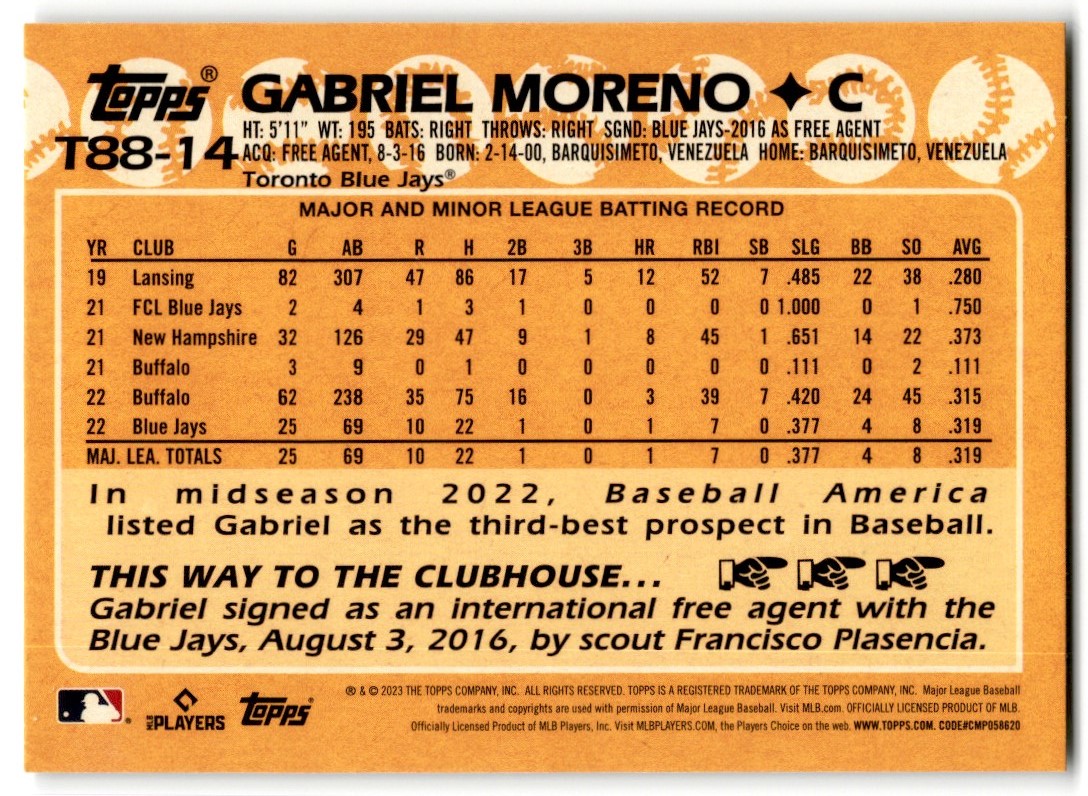 Topps® GABRIEL MORENO ✦ C
T88-14 HT: 5'11" WT: 195 BATS: RIGHT THROWS: RIGHT SGND: BLUE JAYS-2016 AS FREE AGENT
ACQ: FREE AGENT, 8-3-16 BORN: 2-14-00, BARQUISIMETO, VENEZUELA HOME: BARQUISIMETO, VENEZUELA
Toronto Blue Jays®
MAJOR AND MINOR LEAGUE BATTING RECORD
YR CLUB G AB R H 2B 3B HR RBI SB SLG BB SO AVG
19 Lansing 82 307 47 86 17 5 12 52 7 .485 22 38 .280
21 FCL Blue Jays 2 4 1 3 1 0 0 0 0 1.000 0 1 .750
21 New Hampshire 32 126 29 47 9 1 8 45 1 .651 14 22 .373
21 Buffalo 3 9 0 1 0 0 0 0 0 .111 0 2 .111
22 Buffalo 62 238 35 75 16 0 3 39 7 .420 24 45 .315
22 Blue Jays 25 69 10 22 1 0 1 7 0 .377 4 8 .319
MAJ. LEA. TOTALS 25 69 10 22 1 0 1 7 0 .377 4 8 .319
In midseason 2022, Baseball America
listed Gabriel as the third-best prospect in Baseball.
THIS WAY TO THE CLUBHOUSE...
Gabriel signed as an international free agent with the
Blue Jays, August 3, 2016, by scout Francisco Plasencia.
® & © 2023 THE TOPPS COMPANY, INC. ALL RIGHTS RESERVED. TOPPS IS A REGISTERED TRADEMARK OF THE TOPPS COMPANY, INC. Major League Baseball
trademarks and copyrights are used with permission of Major League Baseball. Visit MLB.com. OFFICIALLY LICENSED PRODUCT OF MLB.
Officially Licensed Product of MLB Players, Inc. Visit MLBPLAYERS.COM, the Players Choice on the web. WWW.TOPPS.COM. CODE#CMP058620
MLB PLAYERS
Topps